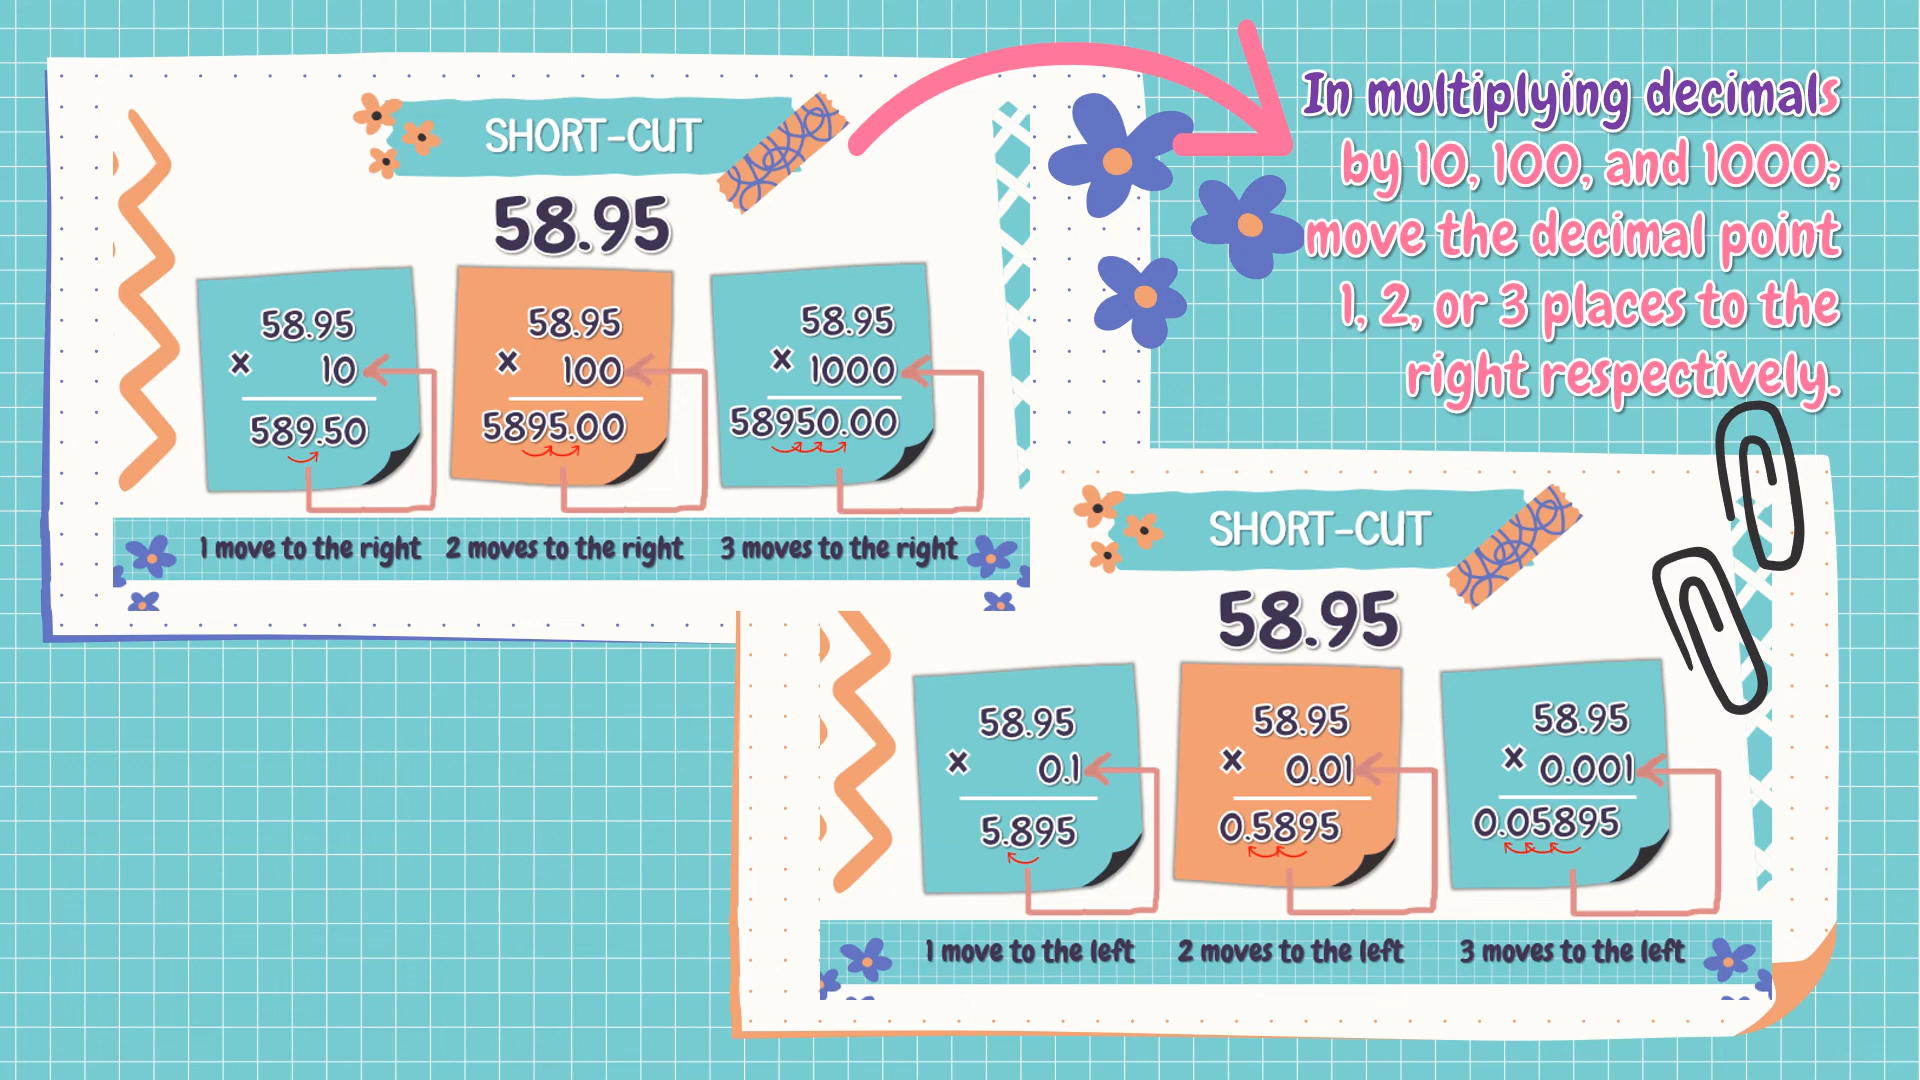 SHORT-CUT
58.95
58.95
× 10
589.50
58.95
× 100
5895.00
58.95
× 1000
58950.00
1 move to the right
2 moves to the right
3 moves to the right
In multiplying decimals
by 10, 100, and 1000;
move the decimal point
1, 2, or 3 places to the
right respectively.
SHORT-CUT
58.95
58.95
× 0.1
5.895
58.95
× 0.01
0.5895
58.95
× 0.001
0.05895
1 move to the left
2 moves to the left
3 moves to the left